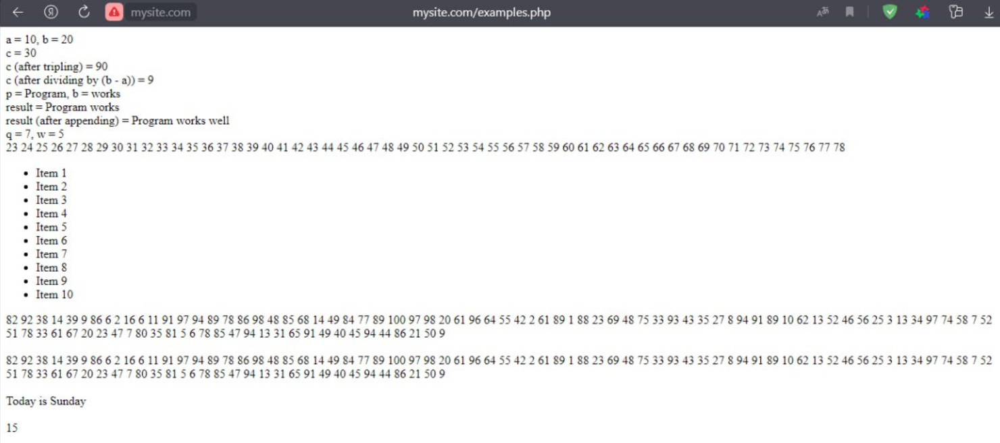 mysite.com
mysite.com/examples.php
a = 10, b = 20
c = 30
c (after tripling) = 90
c (after dividing by (b - a)) = 9
p = Program, b = works
result = Program works
result (after appending) = Program works well
q = 7, w = 5
23 24 25 26 27 28 29 30 31 32 33 34 35 36 37 38 39 40 41 42 43 44 45 46 47 48 49 50 51 52 53 54 55 56 57 58 59 60 61 62 63 64 65 66 67 68 69 70 71 72 73 74 75 76 77 78
• Item 1
• Item 2
• Item 3
• Item 4
• Item 5
• Item 6
• Item 7
• Item 8
• Item 9
• Item 10
82 92 38 14 39 9 86 6 2 16 6 11 91 97 94 89 78 86 98 48 85 68 14 49 84 77 89 100 97 98 20 61 96 64 55 42 2 61 89 1 88 23 69 48 75 33 93 43 35 27 8 94 91 89 10 62 13 52 46 56 25 3 13 34 97 74 58 7 52
51 78 33 61 67 20 23 47 7 80 35 81 5 6 78 85 47 94 13 31 65 91 49 40 45 94 44 86 21 50 9
82 92 38 14 39 9 86 6 2 16 6 11 91 97 94 89 78 86 98 48 85 68 14 49 84 77 89 100 97 98 20 61 96 64 55 42 2 61 89 1 88 23 69 48 75 33 93 43 35 27 8 94 91 89 10 62 13 52 46 56 25 3 13 34 97 74 58 7 52
51 78 33 61 67 20 23 47 7 80 35 81 5 6 78 85 47 94 13 31 65 91 49 40 45 94 44 86 21 50 9
Today is Sunday
15